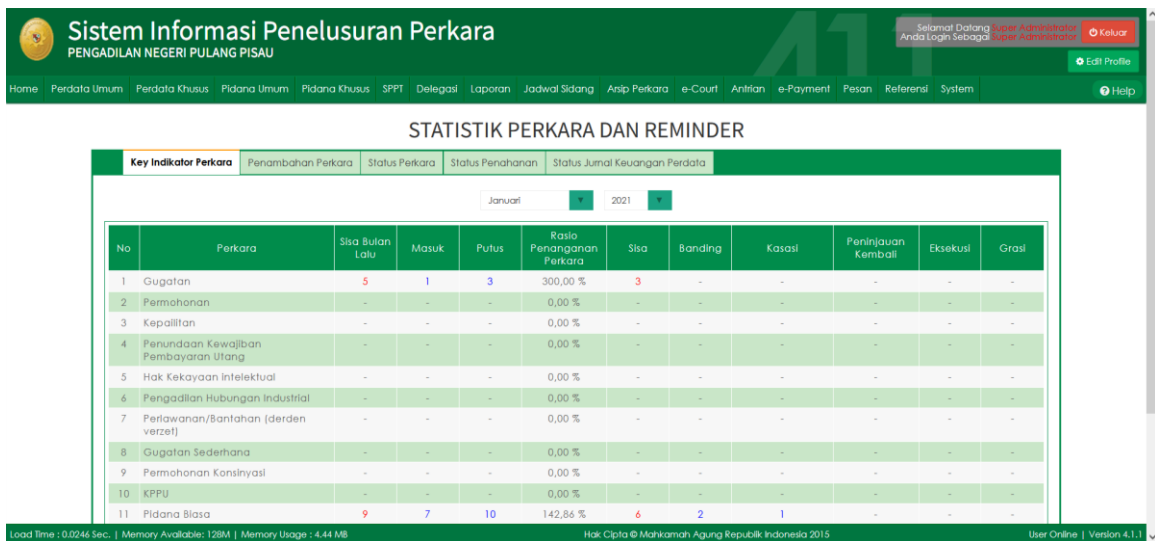 Sistem Informasi Penelusuran Perkara
PENGADILAN NEGERI PULANG PISAU
411
Selamat Datang Super Administrator
Anda Login Sebagai Super Administrator
Keluar
Edit Profile
Home Perdata Umum Perdata Khusus Pidana Umum Pidana Khusus SPPT Delegasi Laporan Jadwal Sidang Arsip Perkara e-Court Antrian e-Payment Pesan Referensi System Help
STATISTIK PERKARA DAN REMINDER
Key Indikator Perkara Penambahan Perkara Status Perkara Status Penahanan Status Jurnal Keuangan Perdata
Januari 2021
No Perkara Sisa Bulan Lalu Masuk Putus Rasio Penanganan Perkara Sisa Banding Kasasi Peninjauan Kembali Eksekusi Grasi
1 Gugatan 5 1 3 300,00 % 3 - - - - -
2 Permohonan - - - 0,00 % - - - - - -
3 Kepailitan - - - 0,00 % - - - - - -
4 Penundaan Kewajiban Pembayaran Utang - - - 0,00 % - - - - - -
5 Hak Kekayaan Intelektual - - - 0,00 % - - - - - -
6 Pengadilan Hubungan Industrial - - - 0,00 % - - - - - -
7 Perlawanan/Bantahan (derden verzet) - - - 0,00 % - - - - - -
8 Gugatan Sederhana - - - 0,00 % - - - - - -
9 Permohonan Konsinyasi - - - 0,00 % - - - - - -
10 KPPU - - - 0,00 % - - - - - -
11 Pidana Biasa 9 7 10 142,86 % 6 2 1 - - -
Load Time : 0.0246 Sec. | Memory Available: 128M | Memory Usage : 4.44 MB Hak Cipta © Mahkamah Agung Republik Indonesia 2015 User Online | Version 4.1.1